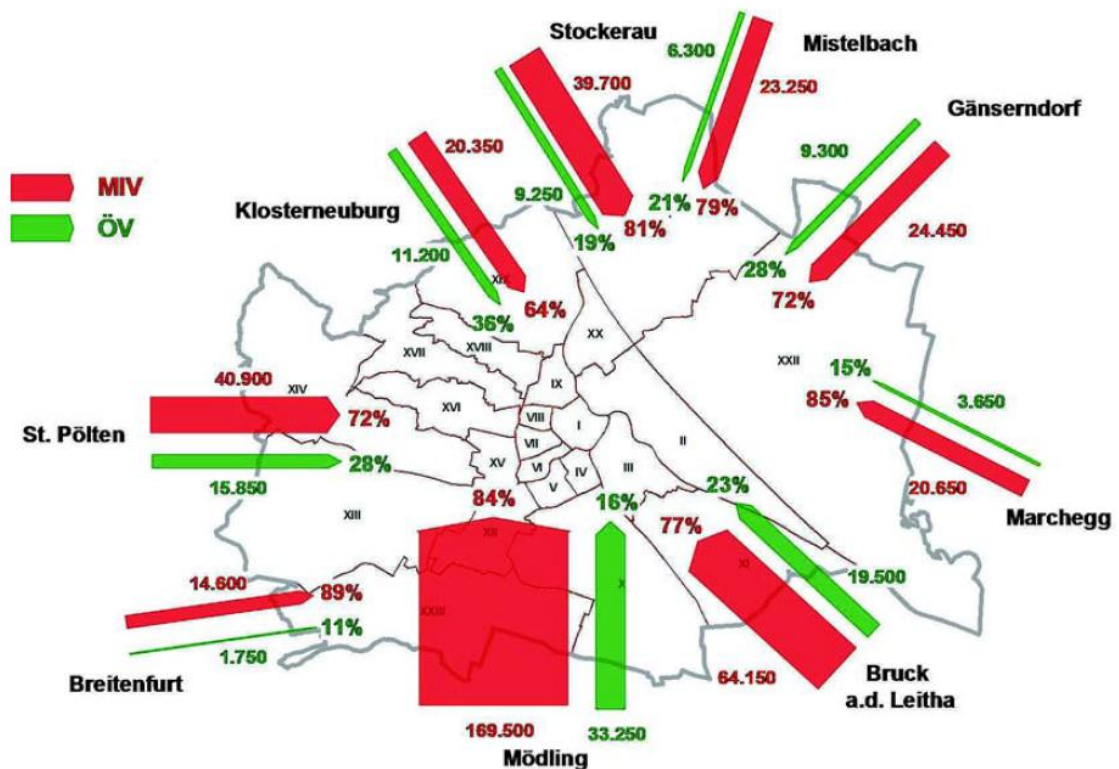 Stockerau
Mistelbach
6.300
39.700
23.250
Gänserndorf
9.300
MIV
ÖV
20.350
9.250
21%
79%
81%
19%
24.450
Klosterneuburg
11.200
28%
72%
XIX
64%
36%
XX
XVIII
XVII
XXII
15%
85%
3.650
40.900
XIV
IX
72%
XVI
VIII
I
St. Pölten
VII
II
28%
XV
VI
IV
III
20.650
15.850
V
23%
84%
16%
Marchegg
XIII
XII
77%
XI
19.500
14.600
89%
X
XXIII
11%
1.750
Breitenfurt
64.150
Bruck
a.d. Leitha
169.500
33.250
Mödling